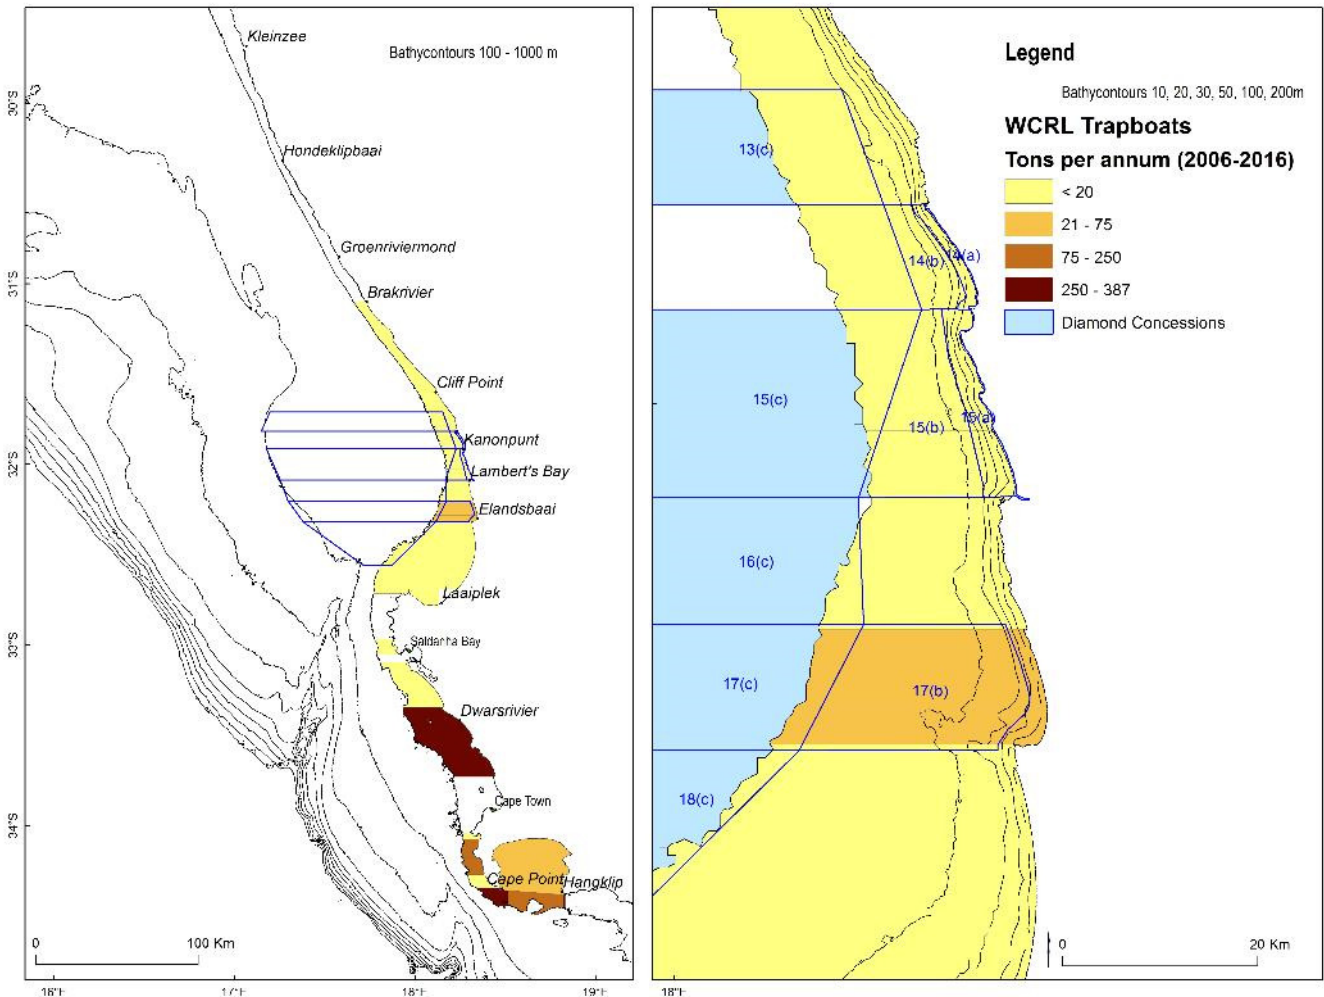 Kleinzee
Bathycontours 100 - 1000 m
30°S
Hondeklipbaai
Groenriviermond
31°S
Brakrivier
Cliff Point
Kanonpunt
32°S
Lambert's Bay
Elandsbaai
Laaiplek
33°S
Saldanha Bay
Dwarsrivier
Cape Town
34°S
Cape Point
Hangklip
0
100 Km
16°E
17°E
18°E
19°E
Legend
Bathycontours 10, 20, 30, 50, 100, 200m
WCRL Trapboats
Tons per annum (2006-2016)
< 20
21 - 75
75 - 250
250 - 387
Diamond Concessions
13(c)
14(b)
14(a)
15(c)
15(b)
15(a)
16(c)
17(c)
17(b)
18(c)
0
20 Km
18°E